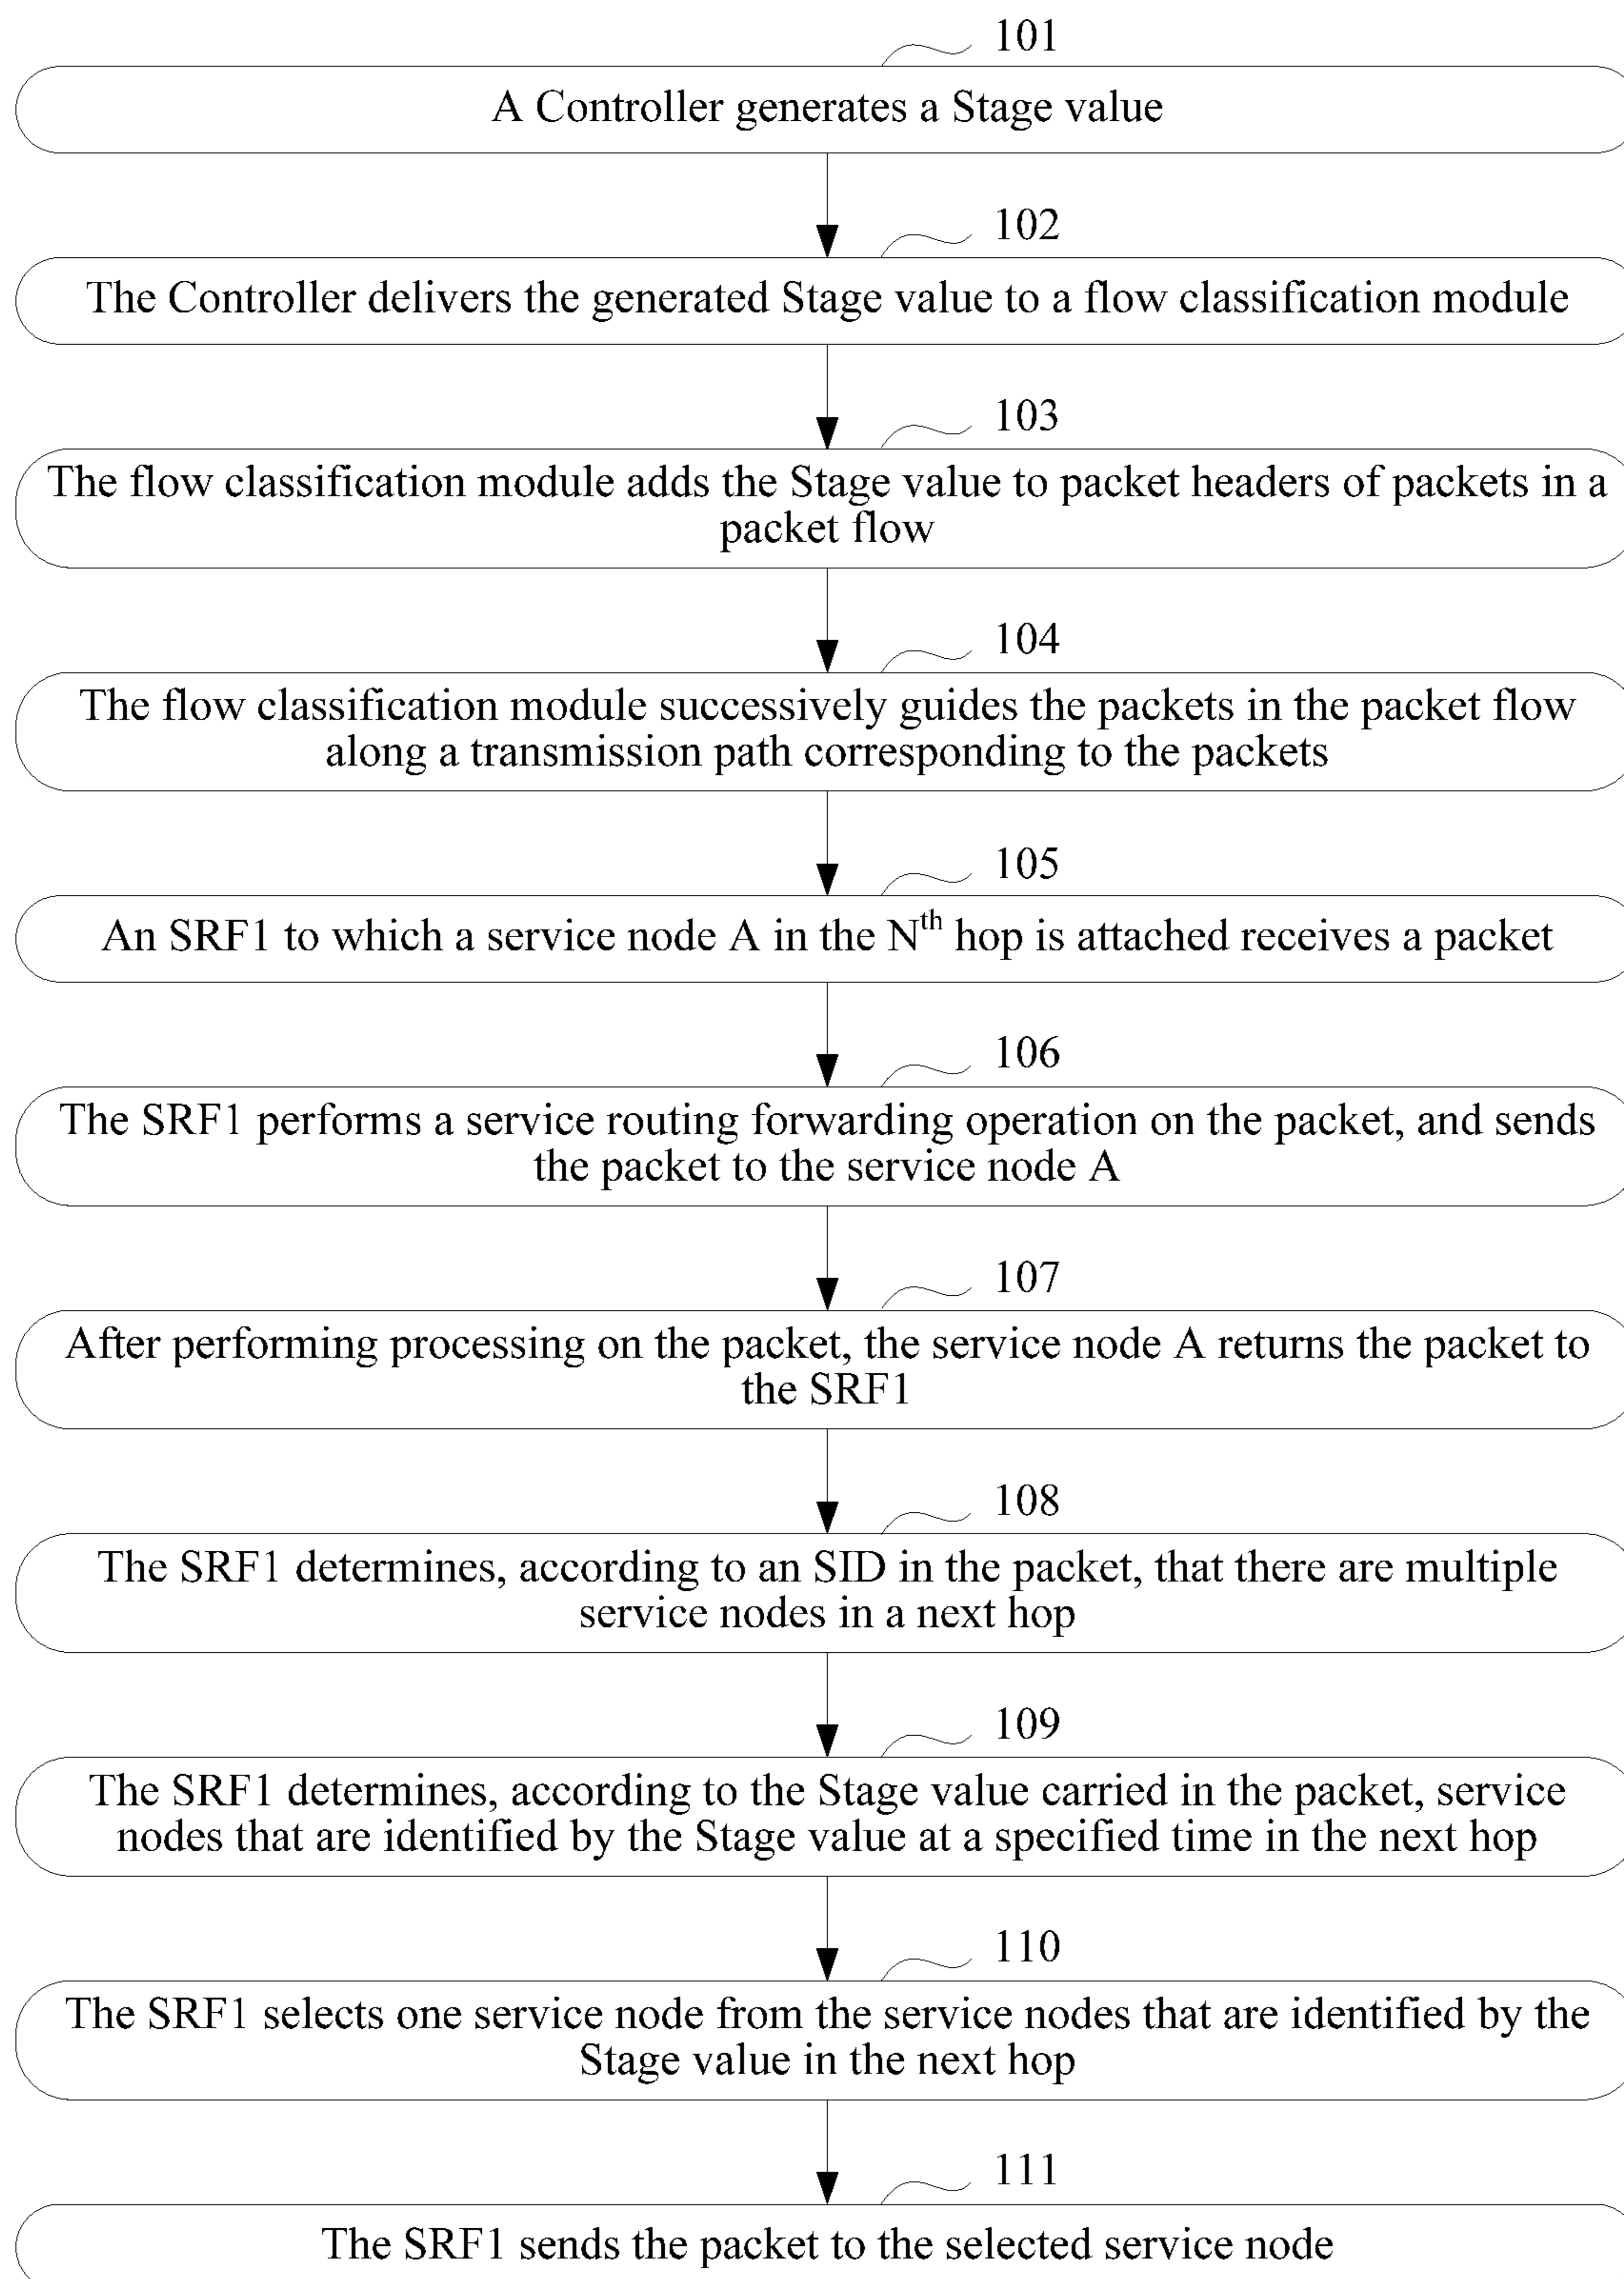 101
A Controller generates a Stage value
102
The Controller delivers the generated Stage value to a flow classification module
103
The flow classification module adds the Stage value to packet headers of packets in a
packet flow
104
The flow classification module successively guides the packets in the packet flow
along a transmission path corresponding to the packets
105
An SRF1 to which a service node A in the Nth hop is attached receives a packet
106
The SRF1 performs a service routing forwarding operation on the packet, and sends
the packet to the service node A
107
After performing processing on the packet, the service node A returns the packet to
the SRF1
108
The SRF1 determines, according to an SID in the packet, that there are multiple
service nodes in a next hop
109
The SRF1 determines, according to the Stage value carried in the packet, service
nodes that are identified by the Stage value at a specified time in the next hop
110
The SRF1 selects one service node from the service nodes that are identified by the
Stage value in the next hop
111
The SRF1 sends the packet to the selected service node